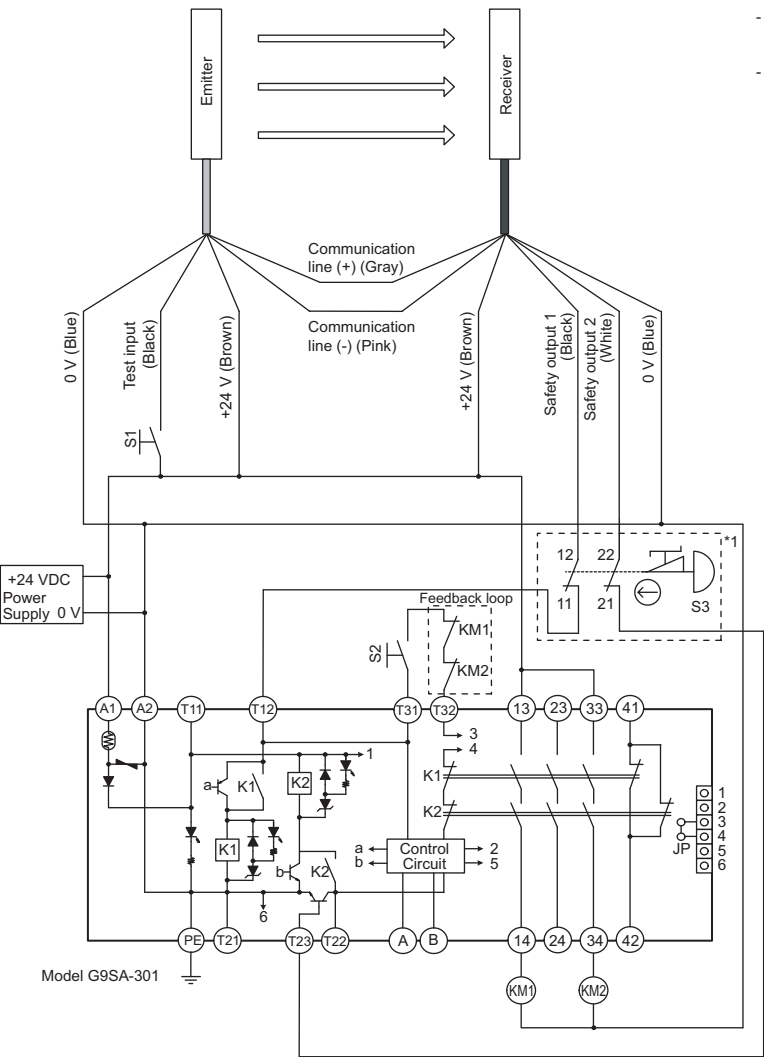 Emitter
Receiver
Communication
line (+) (Gray)
Communication
line (-) (Pink)
0 V (Blue)
Test input
(Black)
+24 V (Brown)
+24 V (Brown)
Safety output 1
(Black)
Safety output 2
(White)
0 V (Blue)
S1
*1
12 22
11 21
S3
+24 VDC
Power
Supply 0 V
Feedback loop
KM1
KM2
S2
A1 A2 T11 T12 T31 T32 13 23 33 41
3
4
1
a K1 K2
K1
K2
K1
b K2
a
b
Control
Circuit
2
5
6
JP
1
2
3
4
5
6
PE T21 T23 T22 A B 14 24 34 42
Model G9SA-301
KM1 KM2